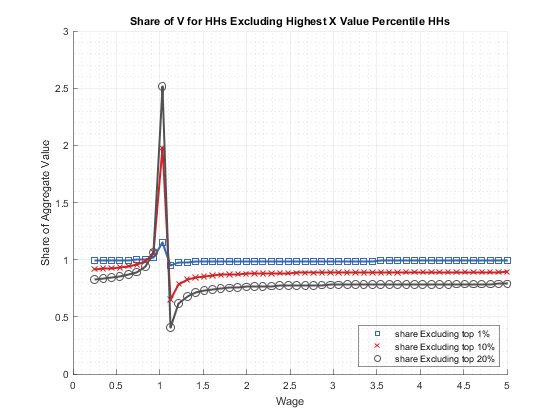 Share of V for HHs Excluding Highest X Value Percentile HHs
3
2.5
2
1.5
1
0.5
0
Share of Aggregate Value
0 0.5 1 1.5 2 2.5 3 3.5 4 4.5 5
Wage
share Excluding top 1%
share Excluding top 10%
share Excluding top 20%